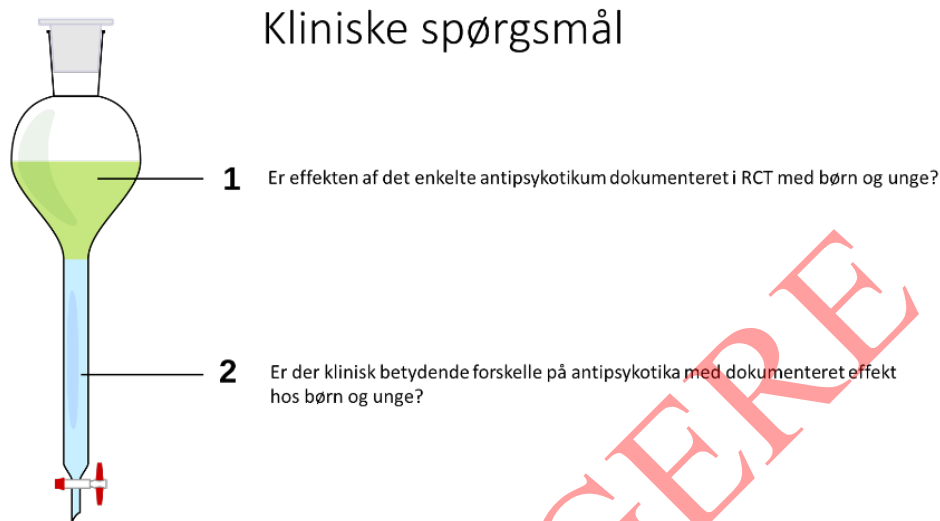 Kliniske spørgsmål
1 Er effekten af det enkelte antipsykotikum dokumenteret i RCT med børn og unge?
2 Er der klinisk betydende forskelle på antipsykotika med dokumenteret effekt
hos børn og unge?
GERE